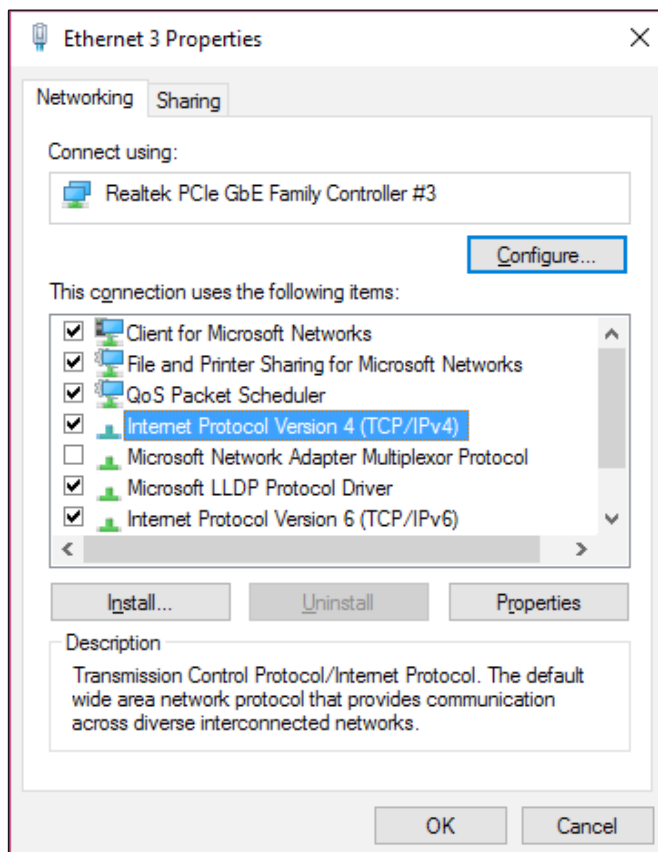 Ethernet 3 Properties
Networking
Sharing
Connect using:
Realtek PCIe GbE Family Controller #3
Configure...
This connection uses the following items:
Client for Microsoft Networks
File and Printer Sharing for Microsoft Networks
QoS Packet Scheduler
Internet Protocol Version 4 (TCP/IPv4)
Microsoft Network Adapter Multiplexor Protocol
Microsoft LLDP Protocol Driver
Internet Protocol Version 6 (TCP/IPv6)
Install...
Uninstall
Properties
Description
Transmission Control Protocol/Internet Protocol. The default
wide area network protocol that provides communication
across diverse interconnected networks.
OK
Cancel